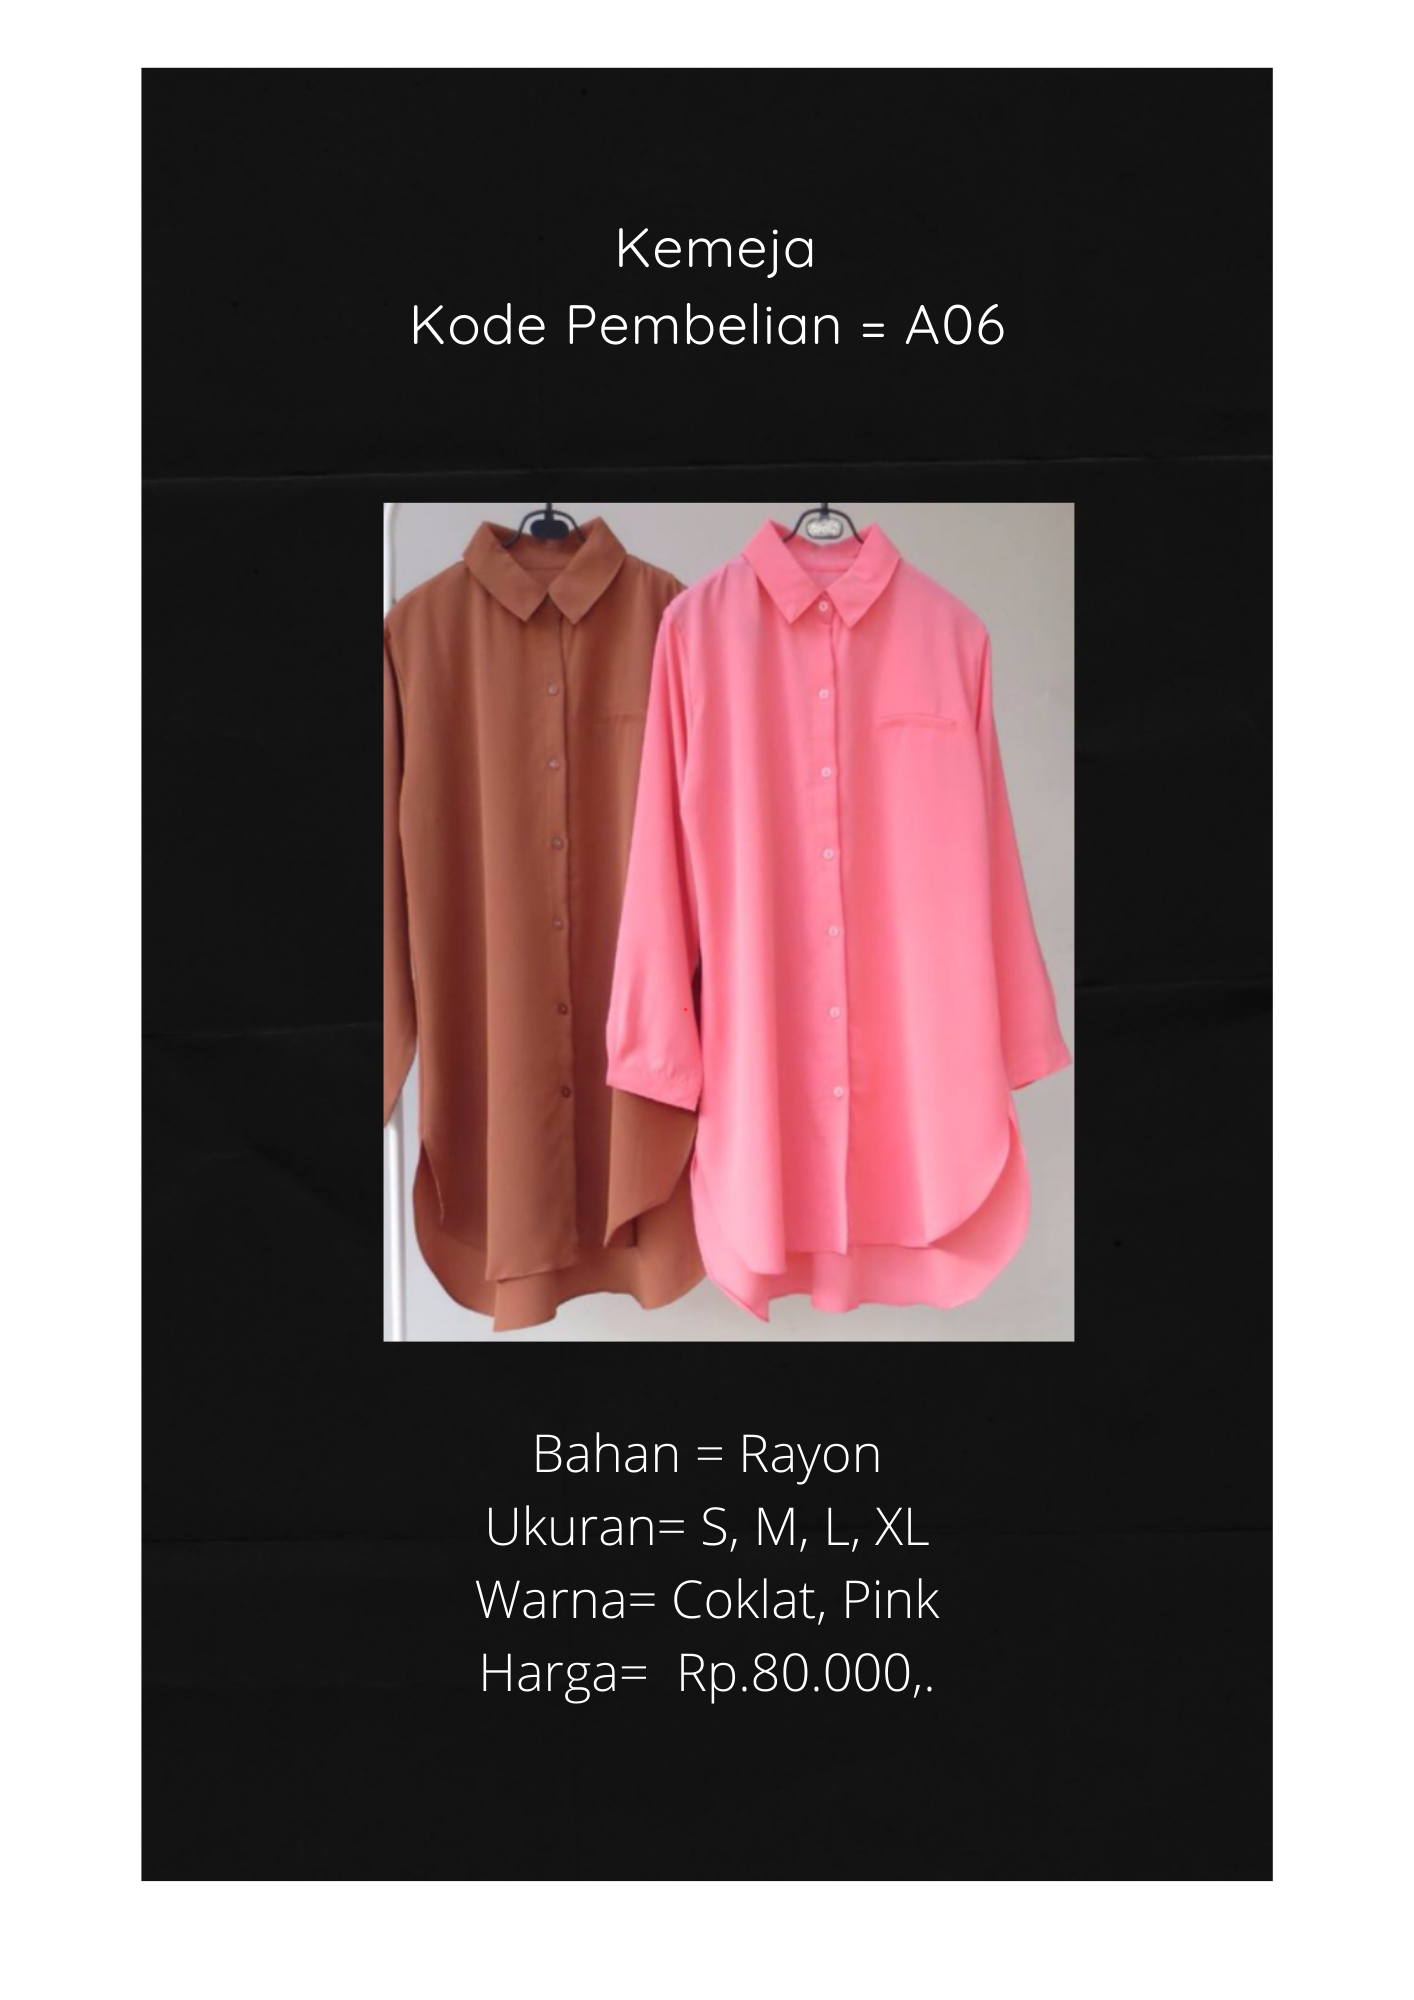 Kemeja
Kode Pembelian = A06
Bahan = Rayon
Ukuran= S, M, L, XL
Warna= Coklat, Pink
Harga=  Rp.80.000,.